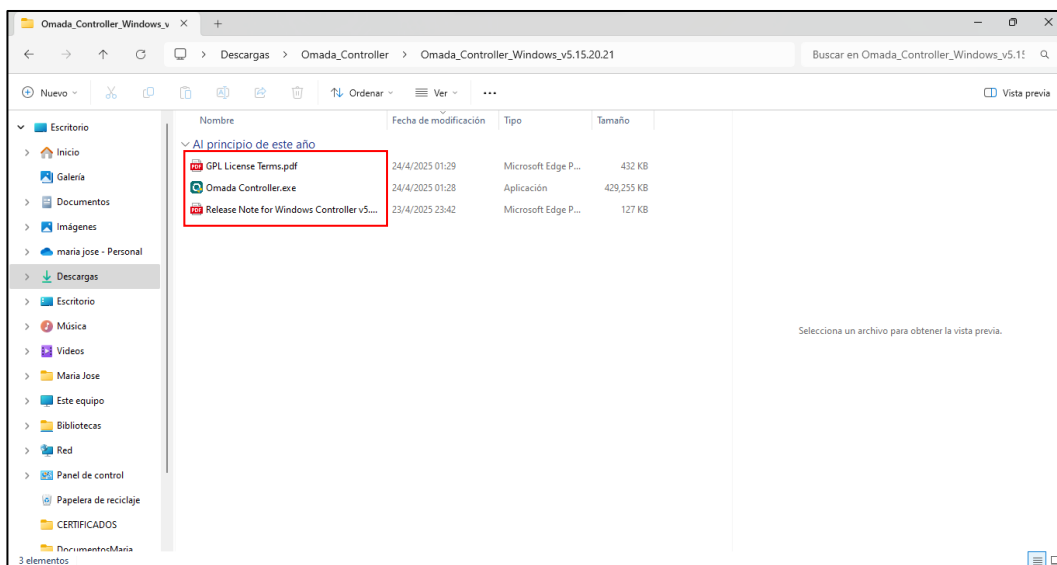 Omada_Controller_Windows_v
Descargas > Omada_Controller > Omada_Controller_Windows_v5.15.20.21
Buscar en Omada_Controller_Windows_v5.15
Nuevo
Ordenar
Ver
Vista previa
Nombre
Fecha de modificación
Tipo
Tamaño
Al principio de este año
GPL License Terms.pdf 24/4/2025 01:29 Microsoft Edge P... 432 KB
Omada Controller.exe 24/4/2025 01:28 Aplicación 429,255 KB
Release Note for Windows Controller v5.... 23/4/2025 23:42 Microsoft Edge P... 127 KB
Escritorio
Inicio
Galería
Documentos
Imágenes
maria jose - Personal
Descargas
Escritorio
Música
Videos
Maria Jose
Este equipo
Bibliotecas
Red
Panel de control
Papelera de reciclaje
CERTIFICADOS
DocumentosMaria
Selecciona un archivo para obtener la vista previa.
3 elementos